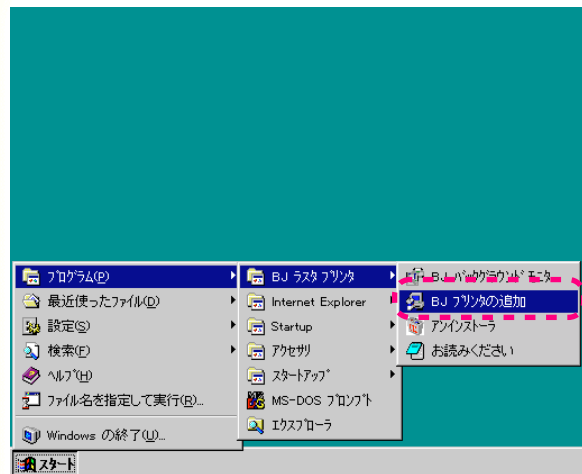 プログラム(P)
最近使ったファイル(D)
設定(S)
検索(F)
ヘルプ(H)
ファイル名を指定して実行(R)...
Windows の終了(U)...
BJ ラスタ プリンタ
Internet Explorer
Startup
アクセサリ
スタートアップ
MS-DOS プロンプト
エクスプローラ
BJ バックグラウンド モニタ
BJ プリンタの追加
アンインストーラ
お読みください
スタート